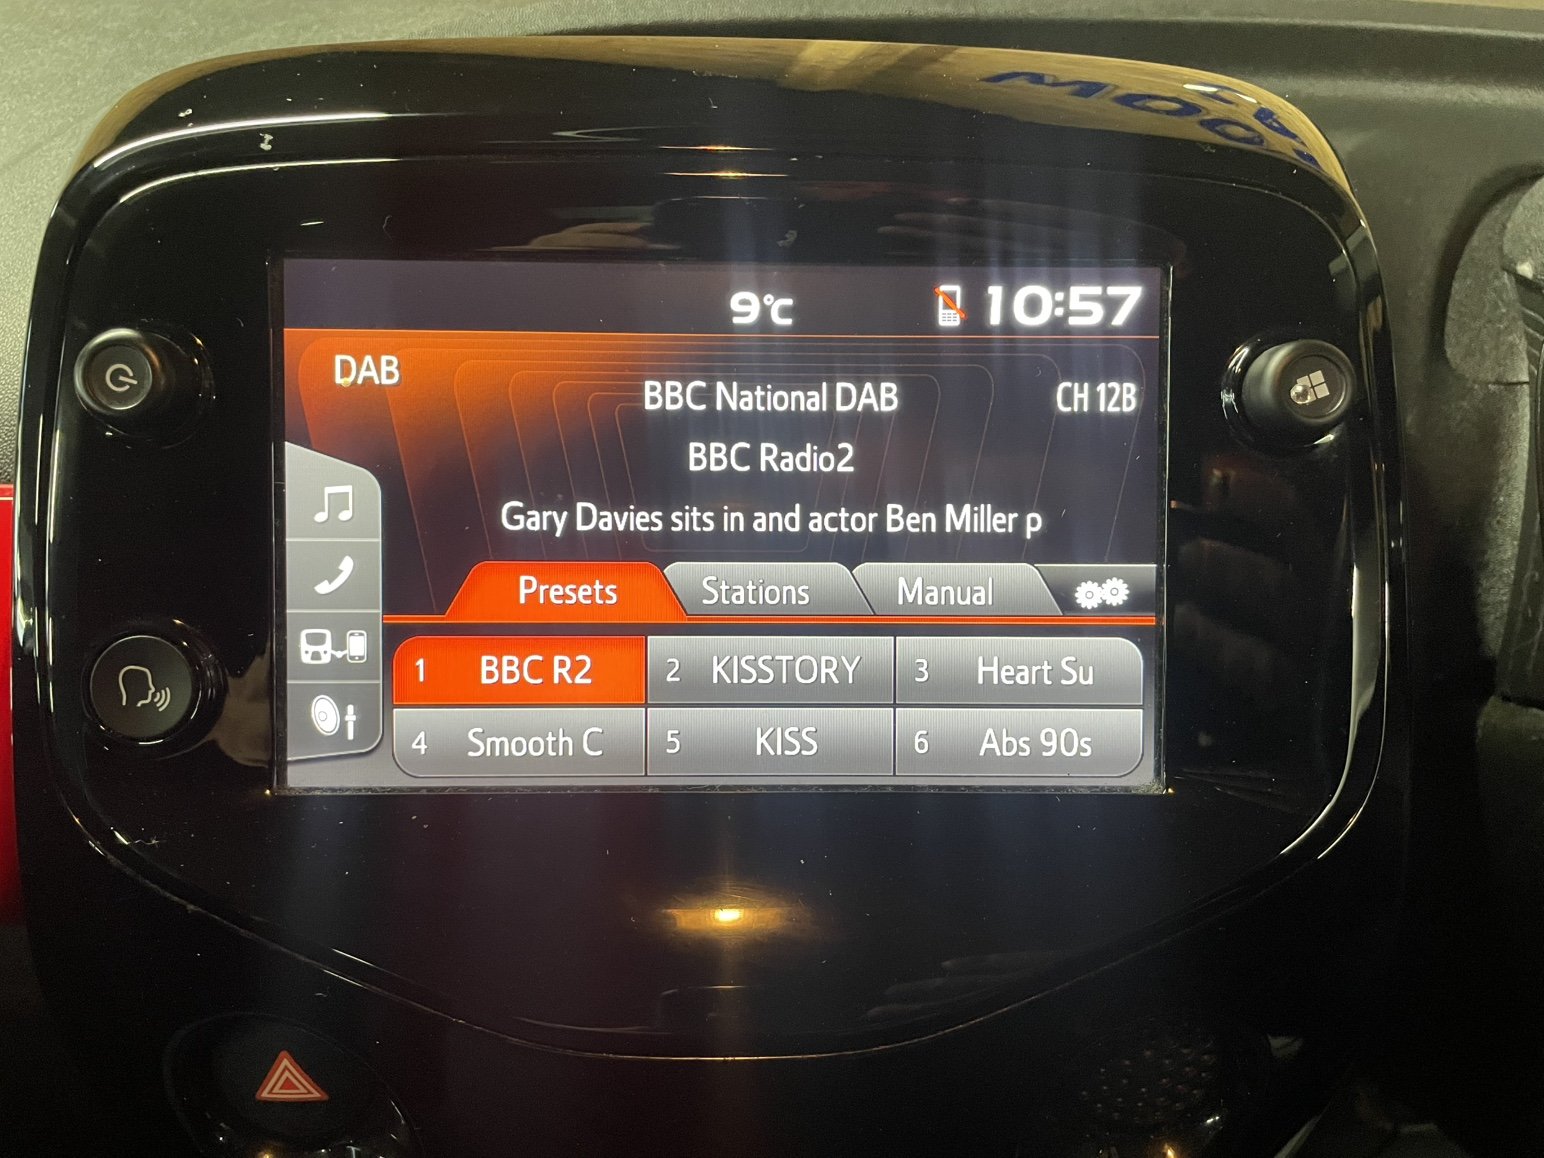 9°C
10:57
DAB
BBC National DAB
CH 12B
BBC Radio2
Gary Davies sits in and actor Ben Miller p
Presets
Stations
Manual
1 BBC R2
2 KISSTORY
3 Heart Su
4 Smooth C
5 KISS
6 Abs 90s